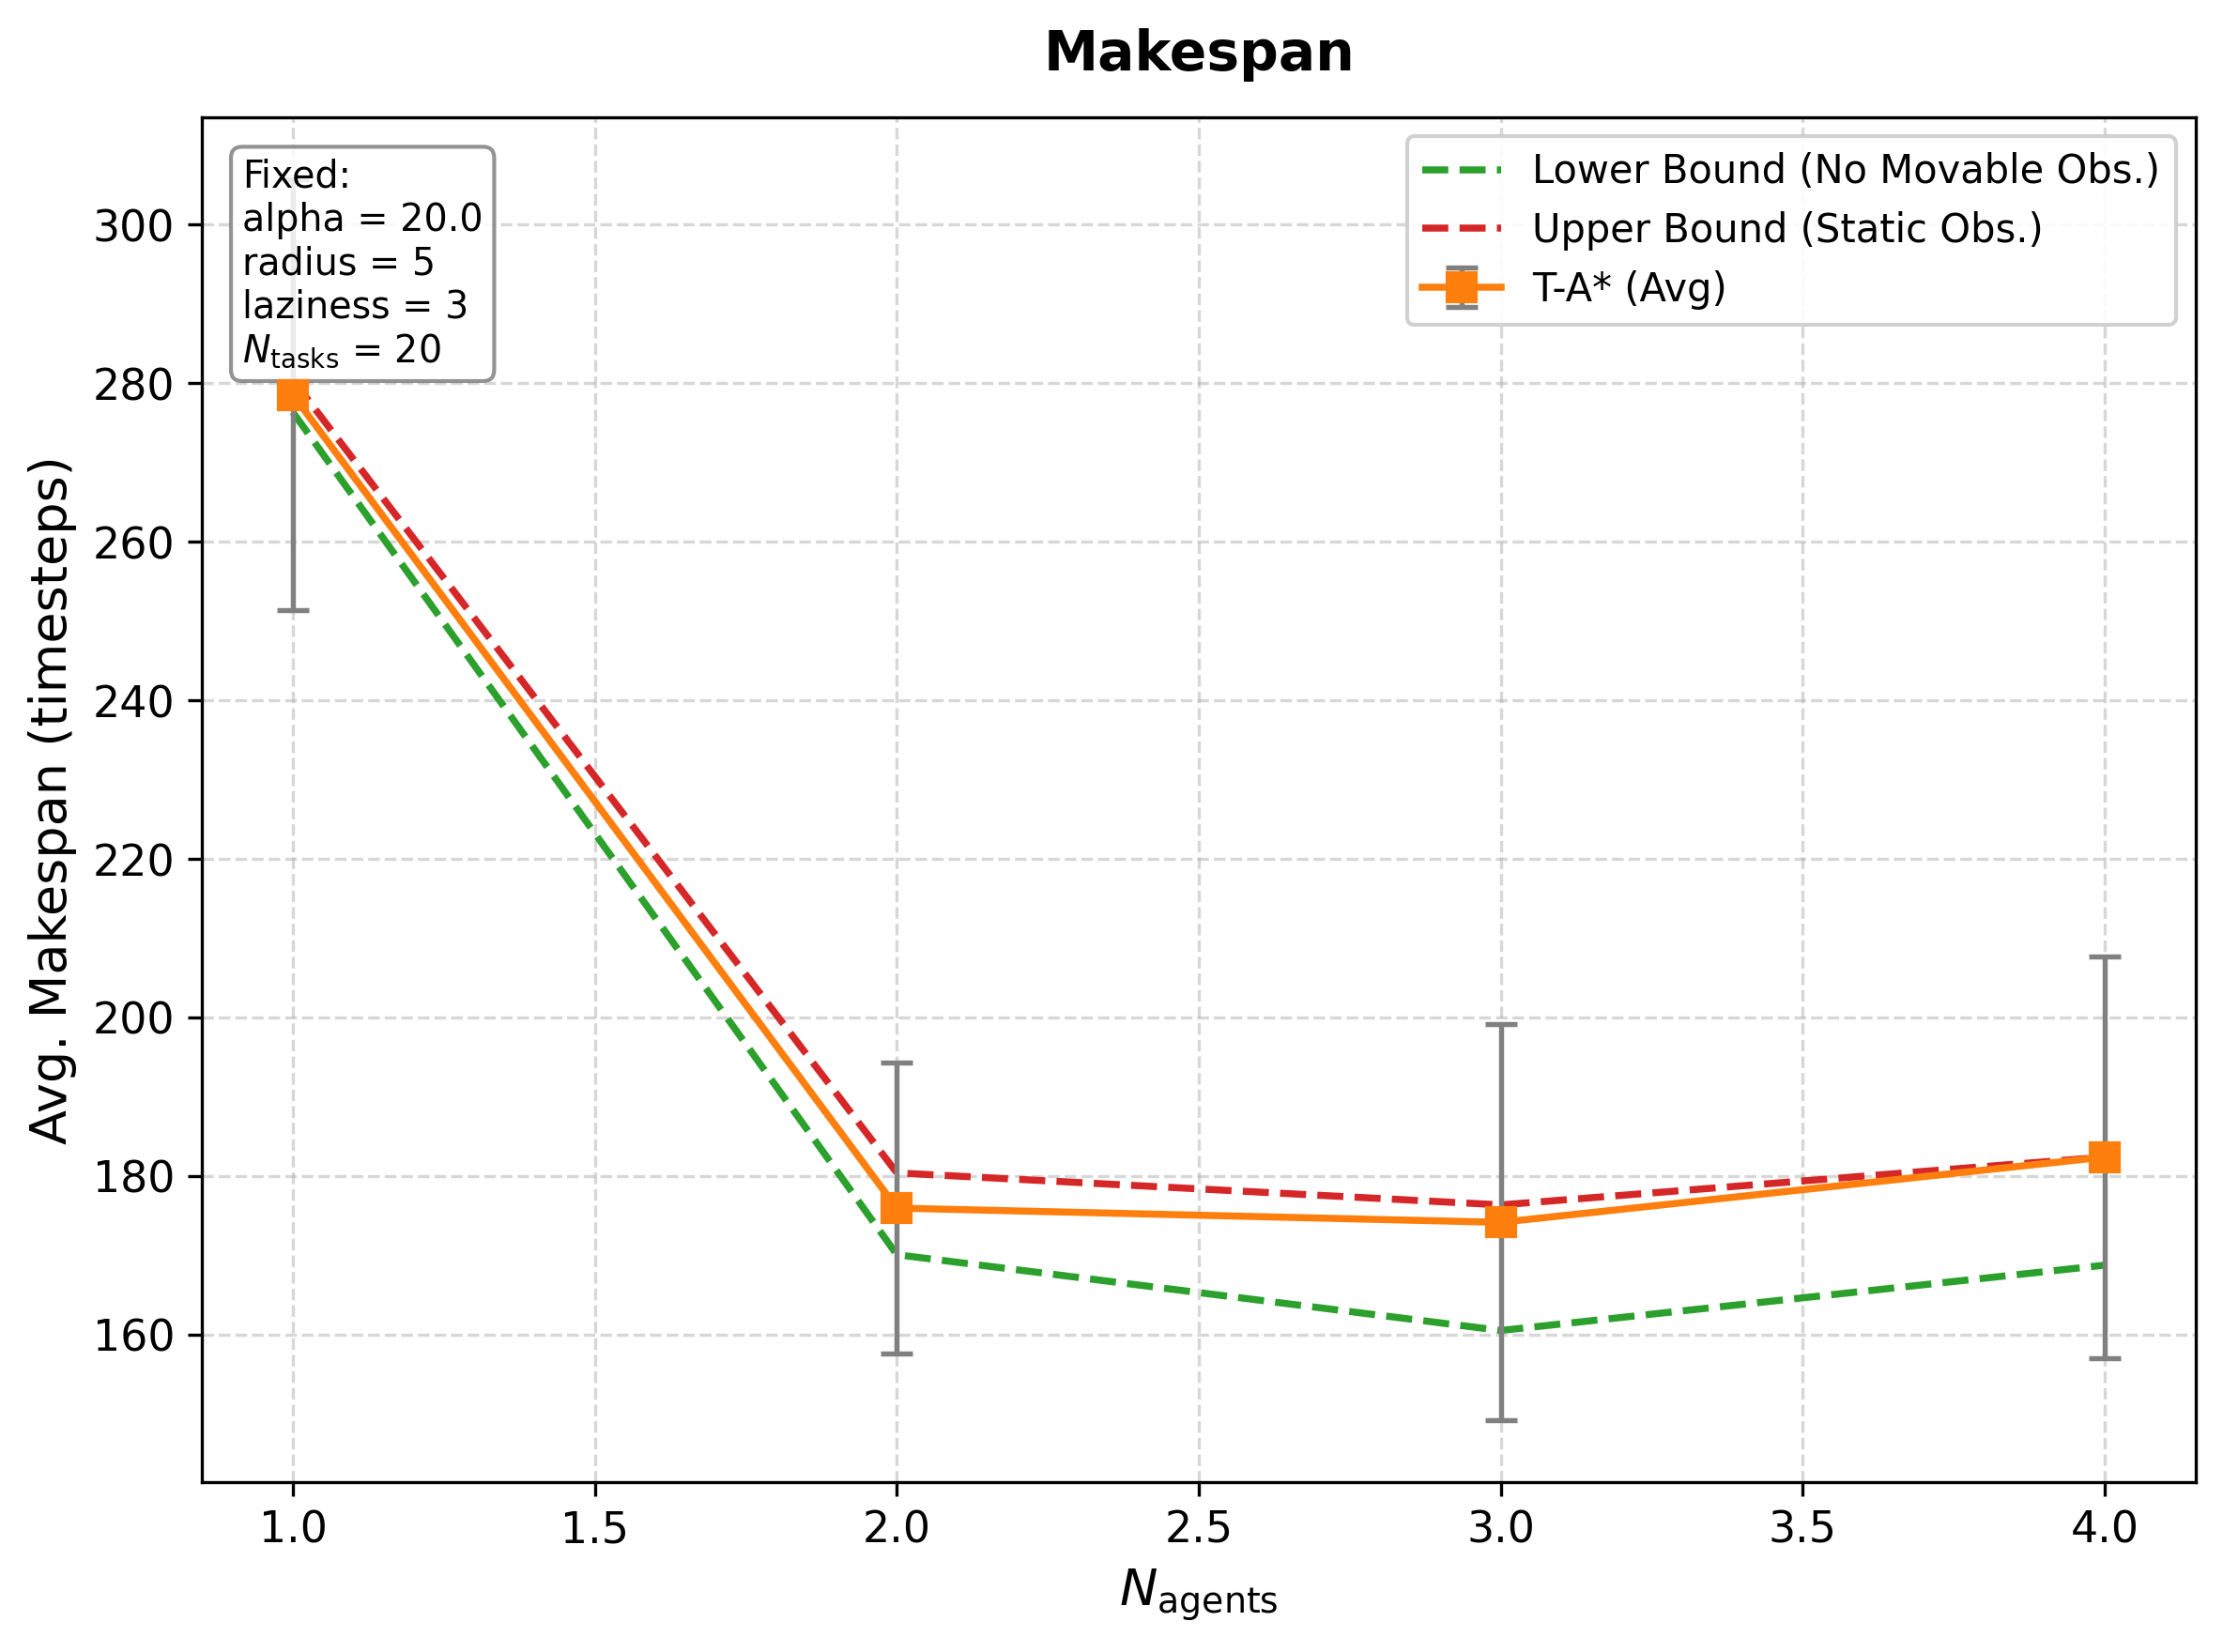 Makespan
Fixed:
alpha = 20.0
radius = 5
laziness = 3
N_tasks = 20
Lower Bound (No Movable Obs.)
Upper Bound (Static Obs.)
T-A* (Avg)
Avg. Makespan (timesteps)
300
280
260
240
220
200
180
160
1.0 1.5 2.0 2.5 3.0 3.5 4.0
N_agents